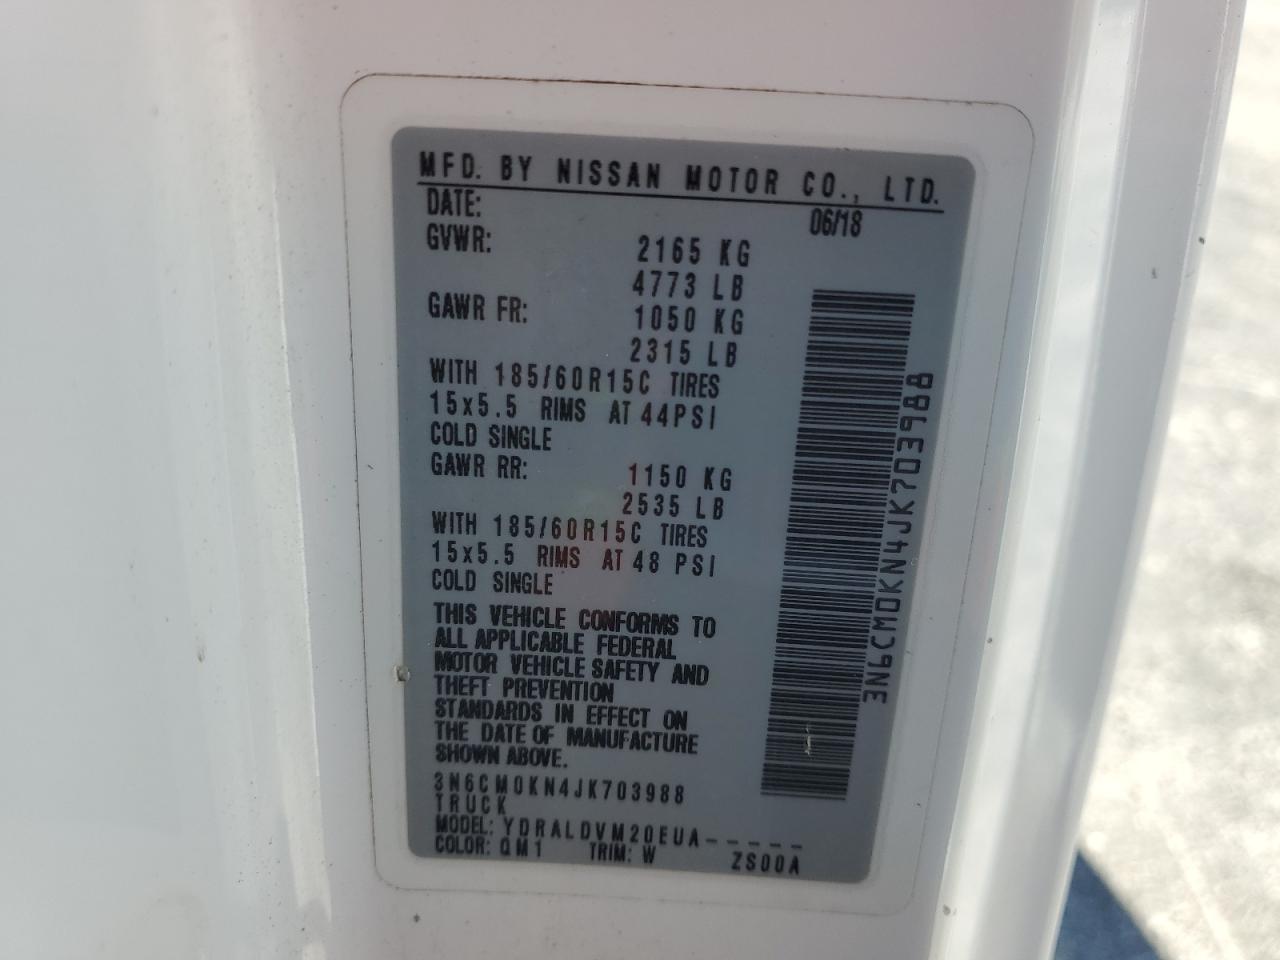 MFD. BY NISSAN MOTOR CO., LTD.
DATE: 06/18
GVWR: 2165 KG
4773 LB
GAWR FR: 1050 KG
2315 LB
WITH 185/60R15C TIRES
15x5.5 RIMS AT 44PSI
COLD SINGLE
GAWR RR: 1150 KG
2535 LB
WITH 185/60R15C TIRES
15x5.5 RIMS AT 48 PSI
COLD SINGLE
THIS VEHICLE CONFORMS TO
ALL APPLICABLE FEDERAL
MOTOR VEHICLE SAFETY AND
THEFT PREVENTION
STANDARDS IN EFFECT ON
THE DATE OF MANUFACTURE
SHOWN ABOVE.
3N6CM0KN4JK703988
TRUCK
MODEL: YDRALDVM20EUA-----
COLOR: QM1 TRIM: W ZS00A
3N6CM0KN4JK703988